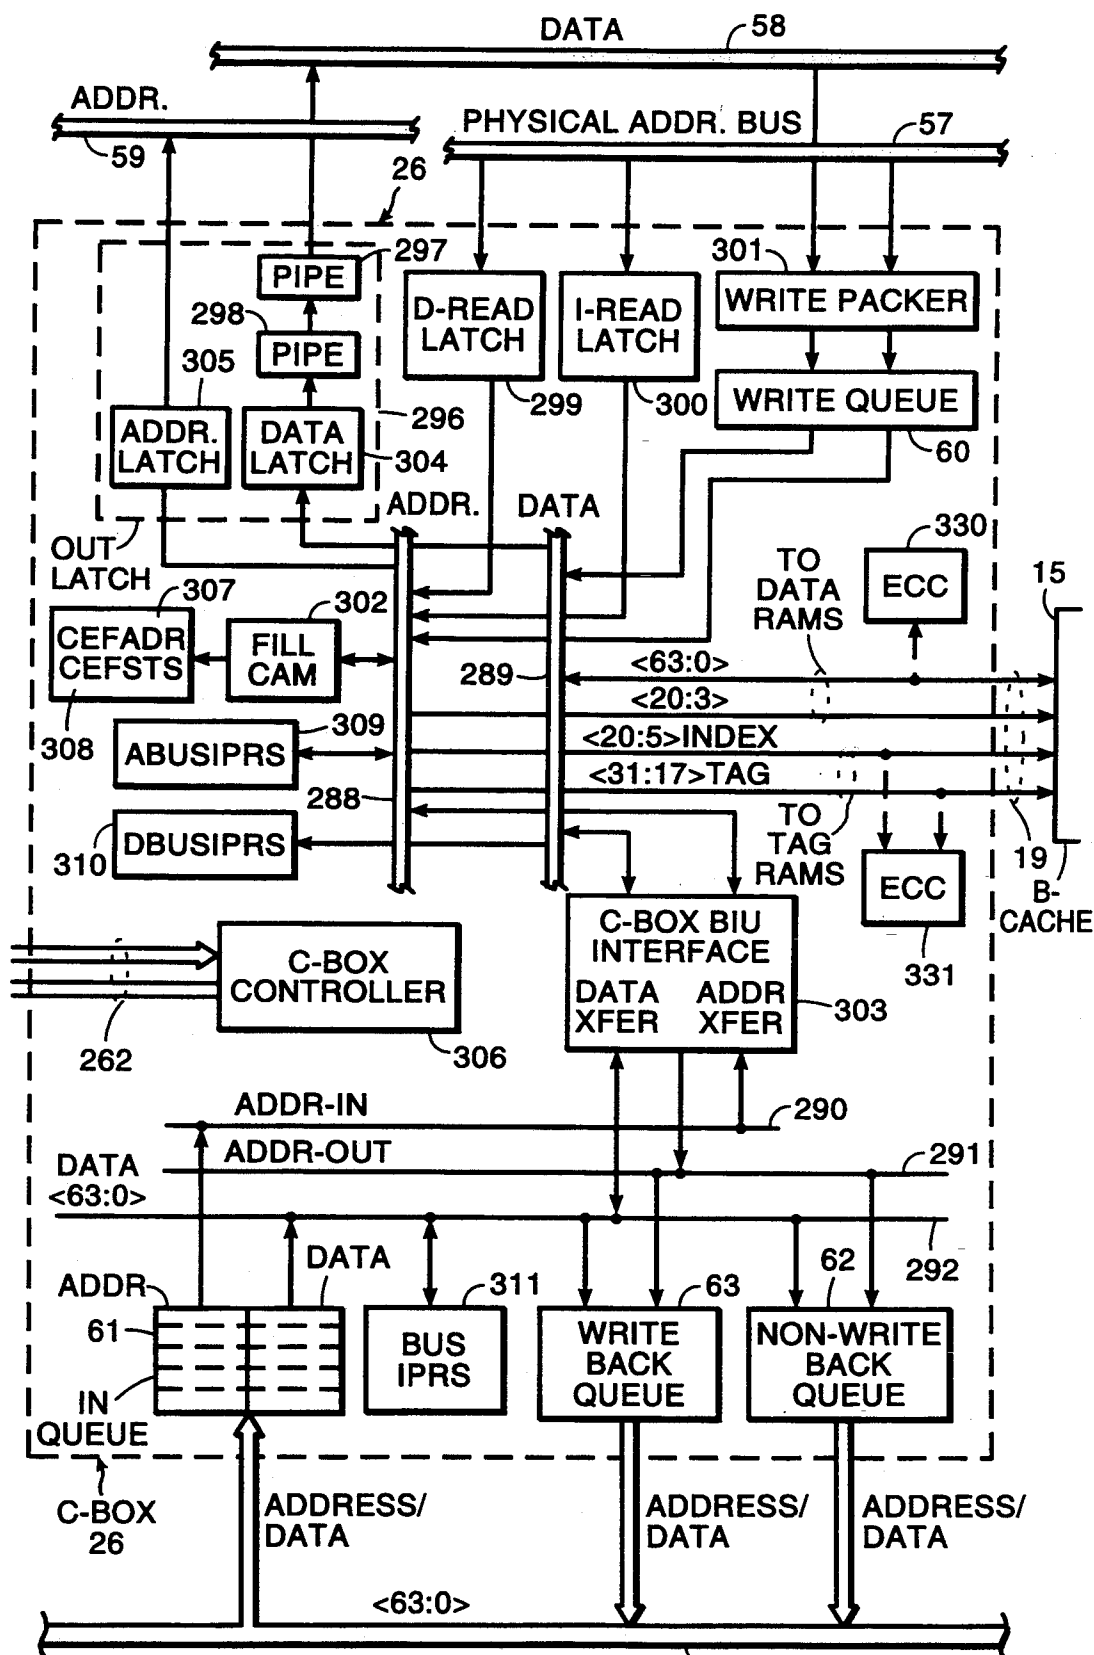 DATA
58
ADDR.
59
PHYSICAL ADDR. BUS
57
26
297
PIPE
298
PIPE
305
ADDR.
LATCH
DATA
LATCH
296
304
OUT
LATCH
D-READ
LATCH
299
I-READ
LATCH
300
301
WRITE PACKER
WRITE QUEUE
60
ADDR.
DATA
330
ECC
TO
DATA
RAMS
15
307
CEFADR
CEFSTS
308
302
FILL
CAM
289
<63:0>
<20:3>
<20:5>INDEX
<31:17>TAG
309
ABUSIPRS
288
310
DBUSIPRS
TO
TAG
RAMS
ECC
331
19
B-
CACHE
C-BOX
CONTROLLER
262
306
C-BOX BIU
INTERFACE
DATA
XFER
ADDR
XFER
303
ADDR-IN
290
ADDR-OUT
291
DATA
<63:0>
292
ADDR
DATA
61
IN
QUEUE
311
BUS
IPRS
63
WRITE
BACK
QUEUE
62
NON-WRITE
BACK
QUEUE
C-BOX
26
ADDRESS/
DATA
ADDRESS/
DATA
ADDRESS/
DATA
<63:0>